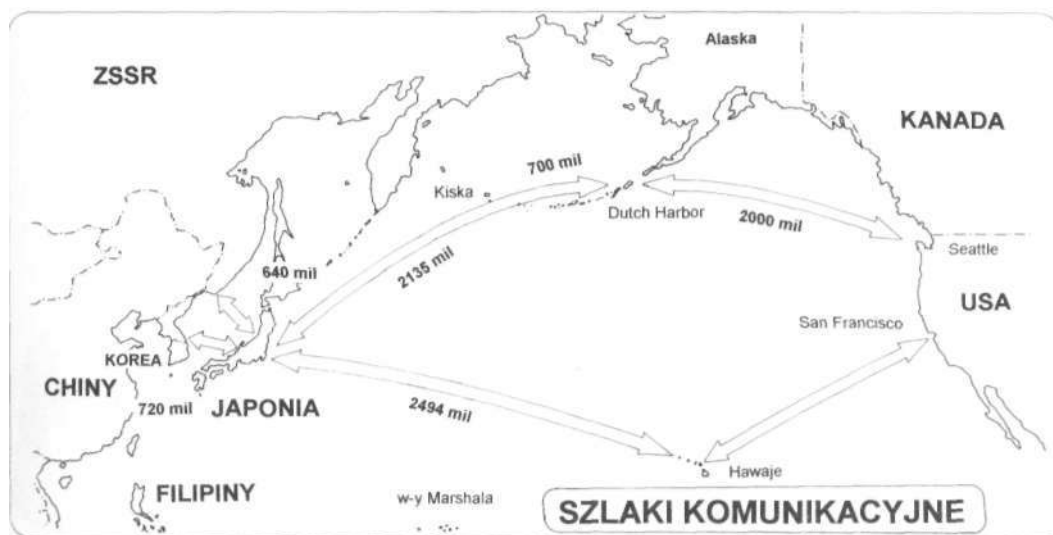 Alaska
ZSSR
KANADA
700 mil
Kiska
Dutch Harbor
2000 mil
Seattle
640 mil
2135 mil
USA
San Francisco
KOREA
CHINY
720 mil
JAPONIA
2494 mil
Hawaje
FILIPINY
w-y Marshala
SZLAKI KOMUNIKACYJNE